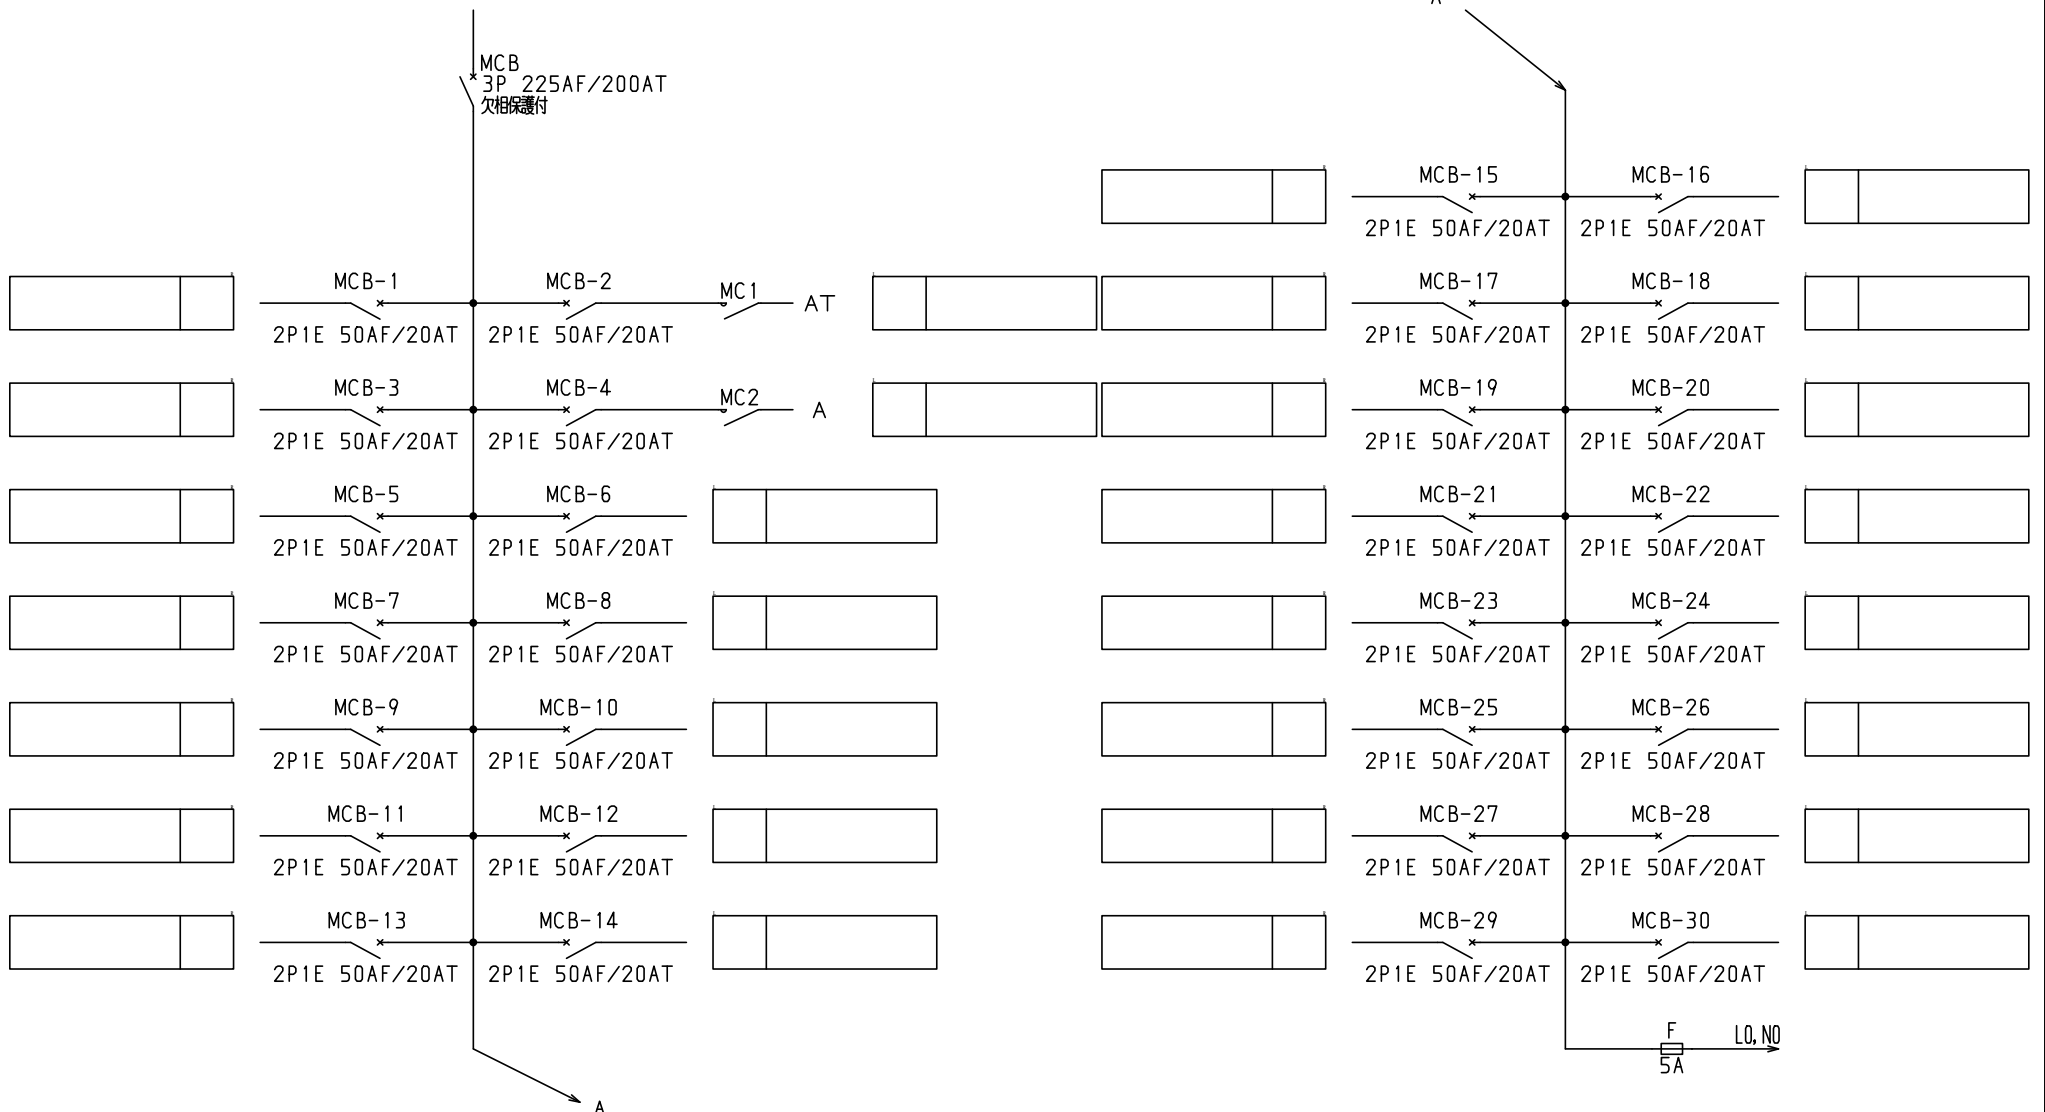 MCB
3P 225AF/200AT
欠相保護付
MCB-1
2P1E 50AF/20AT
MCB-2
2P1E 50AF/20AT
MC1
AT
MCB-3
2P1E 50AF/20AT
MCB-4
2P1E 50AF/20AT
MC2
A
MCB-5
2P1E 50AF/20AT
MCB-6
2P1E 50AF/20AT
MCB-7
2P1E 50AF/20AT
MCB-8
2P1E 50AF/20AT
MCB-9
2P1E 50AF/20AT
MCB-10
2P1E 50AF/20AT
MCB-11
2P1E 50AF/20AT
MCB-12
2P1E 50AF/20AT
MCB-13
2P1E 50AF/20AT
MCB-14
2P1E 50AF/20AT
A
A
MCB-15
2P1E 50AF/20AT
MCB-16
2P1E 50AF/20AT
MCB-17
2P1E 50AF/20AT
MCB-18
2P1E 50AF/20AT
MCB-19
2P1E 50AF/20AT
MCB-20
2P1E 50AF/20AT
MCB-21
2P1E 50AF/20AT
MCB-22
2P1E 50AF/20AT
MCB-23
2P1E 50AF/20AT
MCB-24
2P1E 50AF/20AT
MCB-25
2P1E 50AF/20AT
MCB-26
2P1E 50AF/20AT
MCB-27
2P1E 50AF/20AT
MCB-28
2P1E 50AF/20AT
MCB-29
2P1E 50AF/20AT
MCB-30
2P1E 50AF/20AT
F
5A
L0,N0